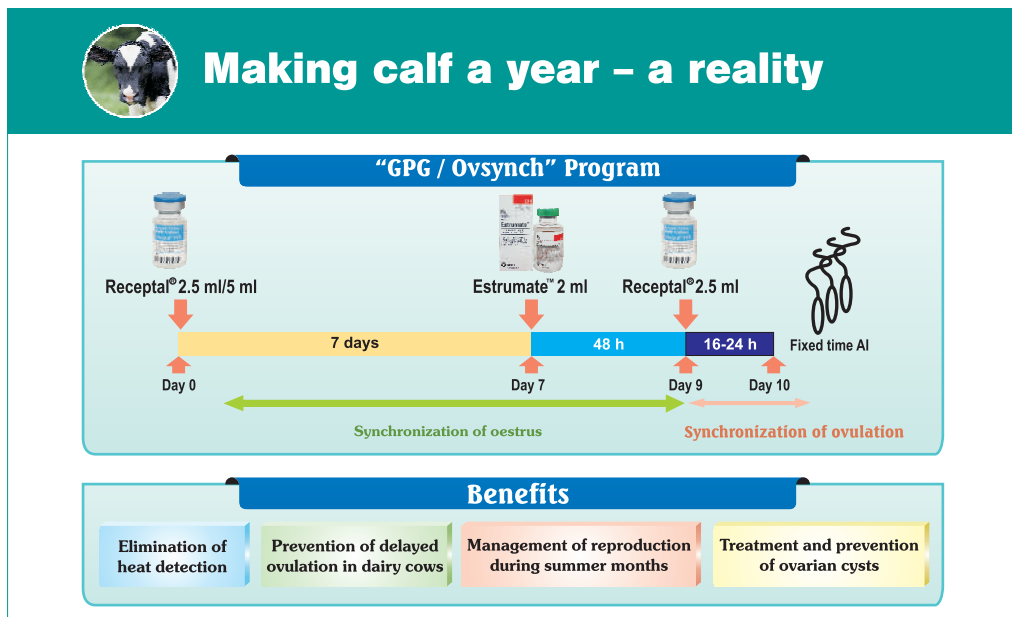 Making calf a year – a reality
“GPG / Ovsynch” Program
Estrumate™
Receptal® 2.5 ml/5 ml
Estrumate™ 2 ml
Receptal® 2.5 ml
7 days
48 h
16-24 h
Fixed time AI
Day 0
Day 7
Day 9
Day 10
Synchronization of oestrus
Synchronization of ovulation
Benefits
Elimination of
heat detection
Prevention of delayed
ovulation in dairy cows
Management of reproduction
during summer months
Treatment and prevention
of ovarian cysts